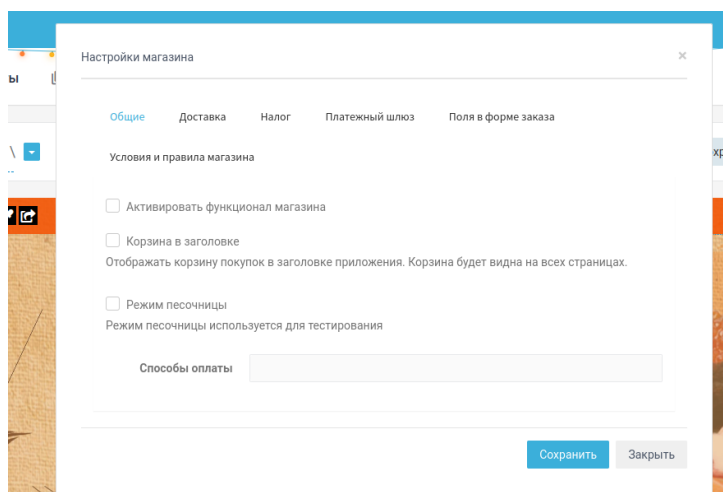 Настройки магазина ×
ы
Общие Доставка Налог Платежный шлюз Поля в форме заказа
Условия и правила магазина
Активировать функционал магазина
Корзина в заголовке
Отображать корзину покупок в заголовке приложения. Корзина будет видна на всех страницах.
Режим песочницы
Режим песочницы используется для тестирования
Способы оплаты
Сохранить Закрыть